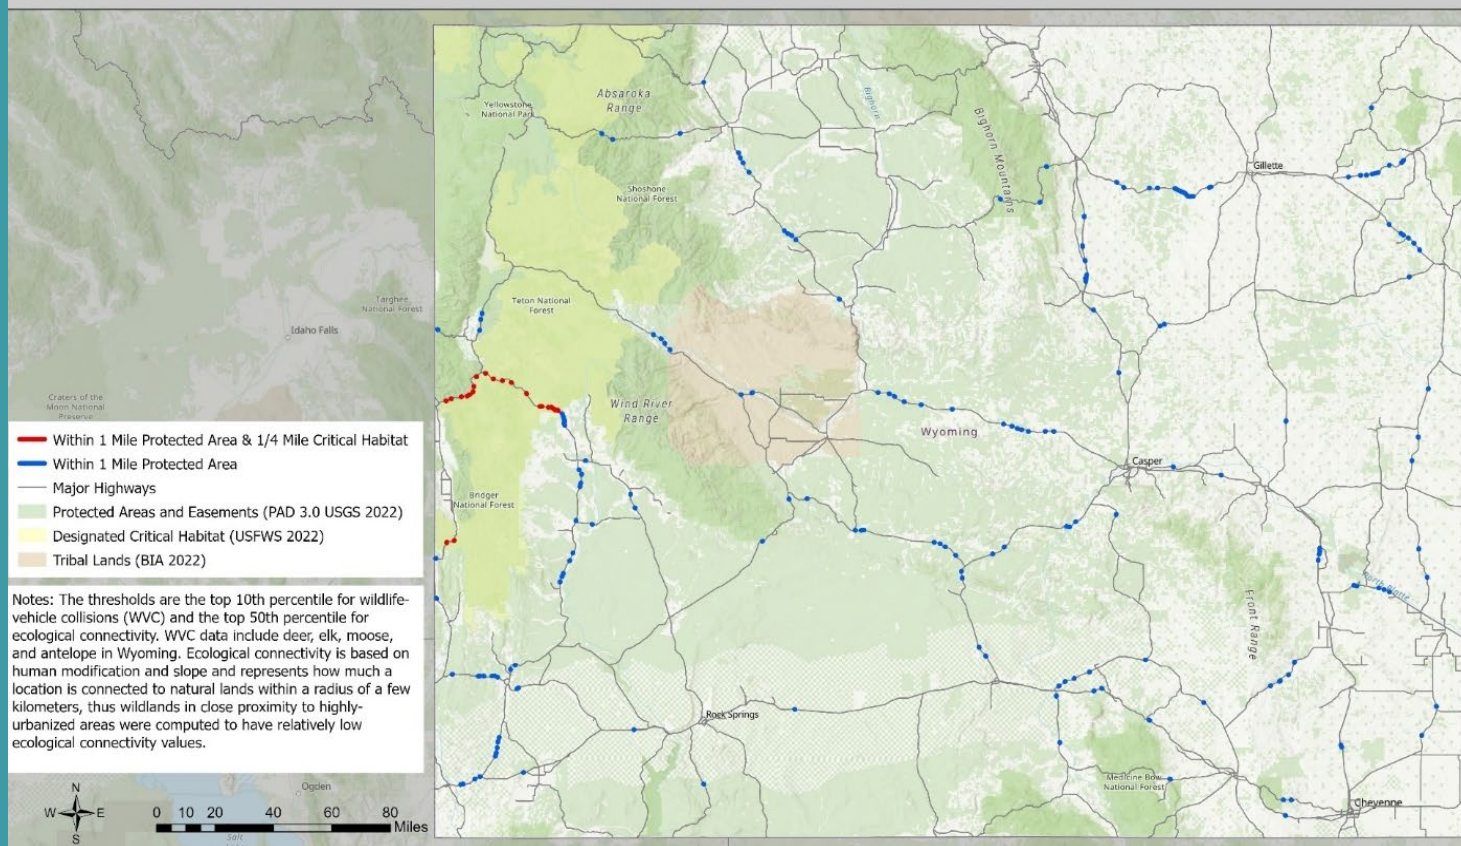 Absaroka
Range
Yellowstone
National Park
Bighorn
Bighorn Mountains
Gillette
Shoshone
National Forest
Targhee
National Forest
Teton National
Forest
Idaho Falls
Craters of the
Moon National
Preserve
Wind River
Range
Wyoming
Casper
Within 1 Mile Protected Area & 1/4 Mile Critical Habitat
Within 1 Mile Protected Area
Major Highways
Protected Areas and Easements (PAD 3.0 USGS 2022)
Designated Critical Habitat (USFWS 2022)
Tribal Lands (BIA 2022)
Bridger
National Forest
North Platte
Front Range
Notes: The thresholds are the top 10th percentile for wildlife-
vehicle collisions (WVC) and the top 50th percentile for
ecological connectivity. WVC data include deer, elk, moose,
and antelope in Wyoming. Ecological connectivity is based on
human modification and slope and represents how much a
location is connected to natural lands within a radius of a few
kilometers, thus wildlands in close proximity to highly-
urbanized areas were computed to have relatively low
ecological connectivity values.
Rock Springs
Medicine Bow
National Forest
Cheyenne
Ogden
Salt
N
W E
S
0 10 20 40 60 80
Miles